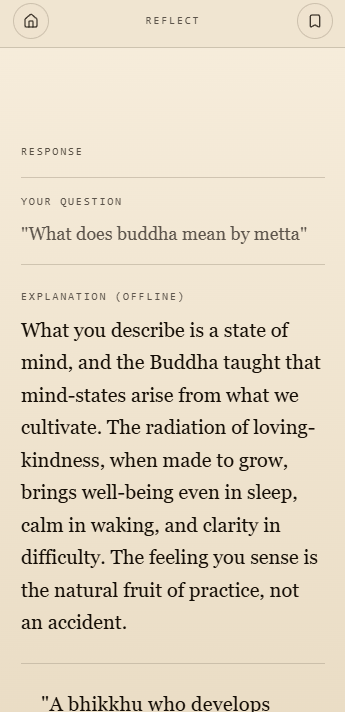 REFLECT
RESPONSE
YOUR QUESTION
"What does buddha mean by metta"
EXPLANATION (OFFLINE)
What you describe is a state of
mind, and the Buddha taught that
mind-states arise from what we
cultivate. The radiation of loving-
kindness, when made to grow,
brings well-being even in sleep,
calm in waking, and clarity in
difficulty. The feeling you sense is
the natural fruit of practice, not
an accident.
"A bhikkhu who develops